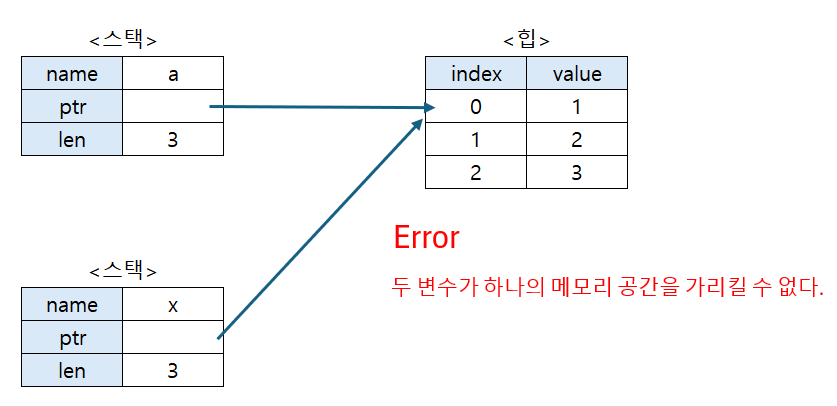 <스택>
name a
ptr
len 3
<힙>
index value
0 1
1 2
2 3
Error
두 변수가 하나의 메모리 공간을 가리킬 수 없다.
<스택>
name x
ptr
len 3